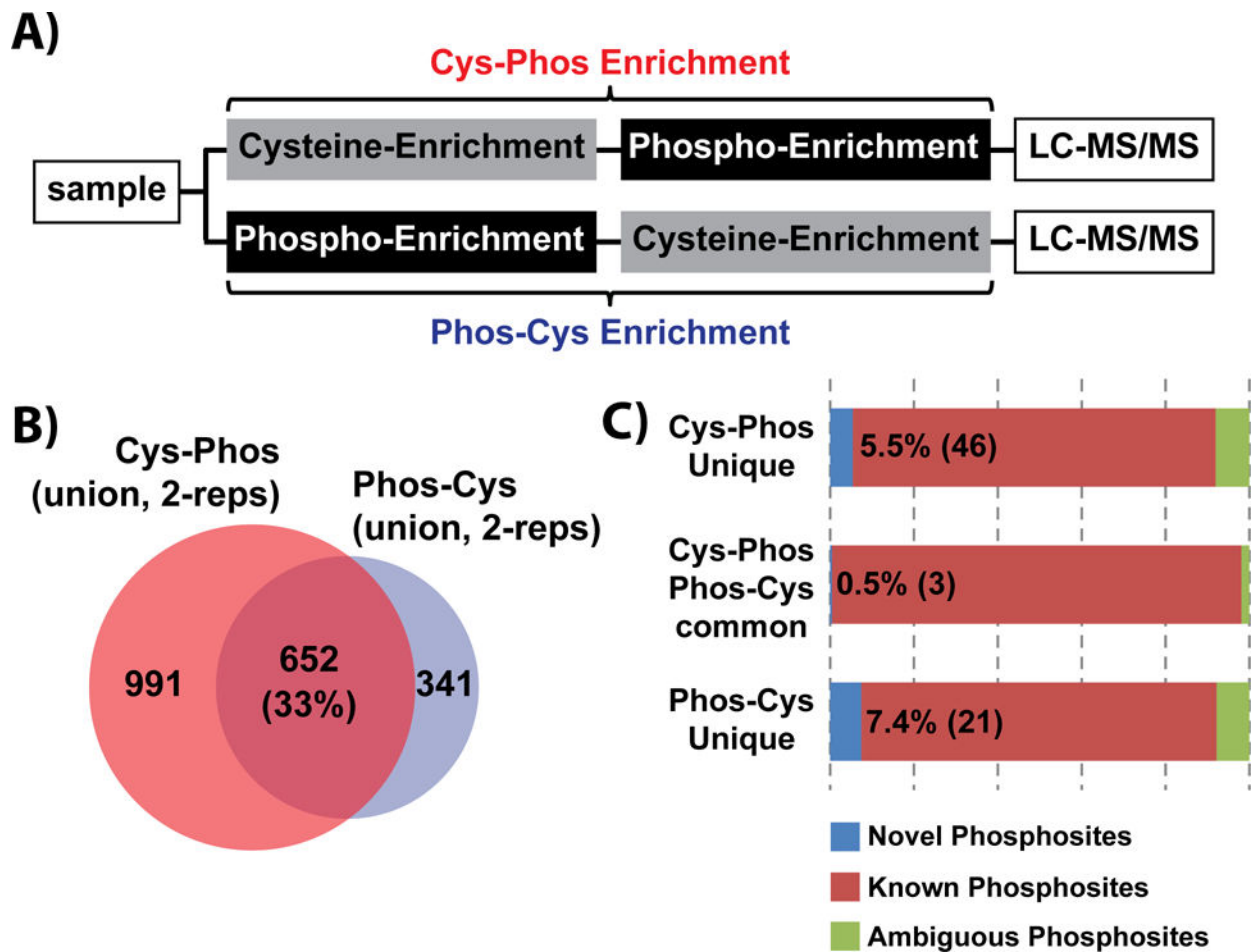 A)
Cys-Phos Enrichment
sample
Cysteine-Enrichment
Phospho-Enrichment
LC-MS/MS
Phospho-Enrichment
Cysteine-Enrichment
LC-MS/MS
Phos-Cys Enrichment
B)
Cys-Phos
(union, 2-reps)
Phos-Cys
(union, 2-reps)
991
652
(33%)
341
C)
Cys-Phos
Unique
5.5% (46)
Cys-Phos
Phos-Cys
common
0.5% (3)
Phos-Cys
Unique
7.4% (21)
Novel Phosphosites
Known Phosphosites
Ambiguous Phosphosites